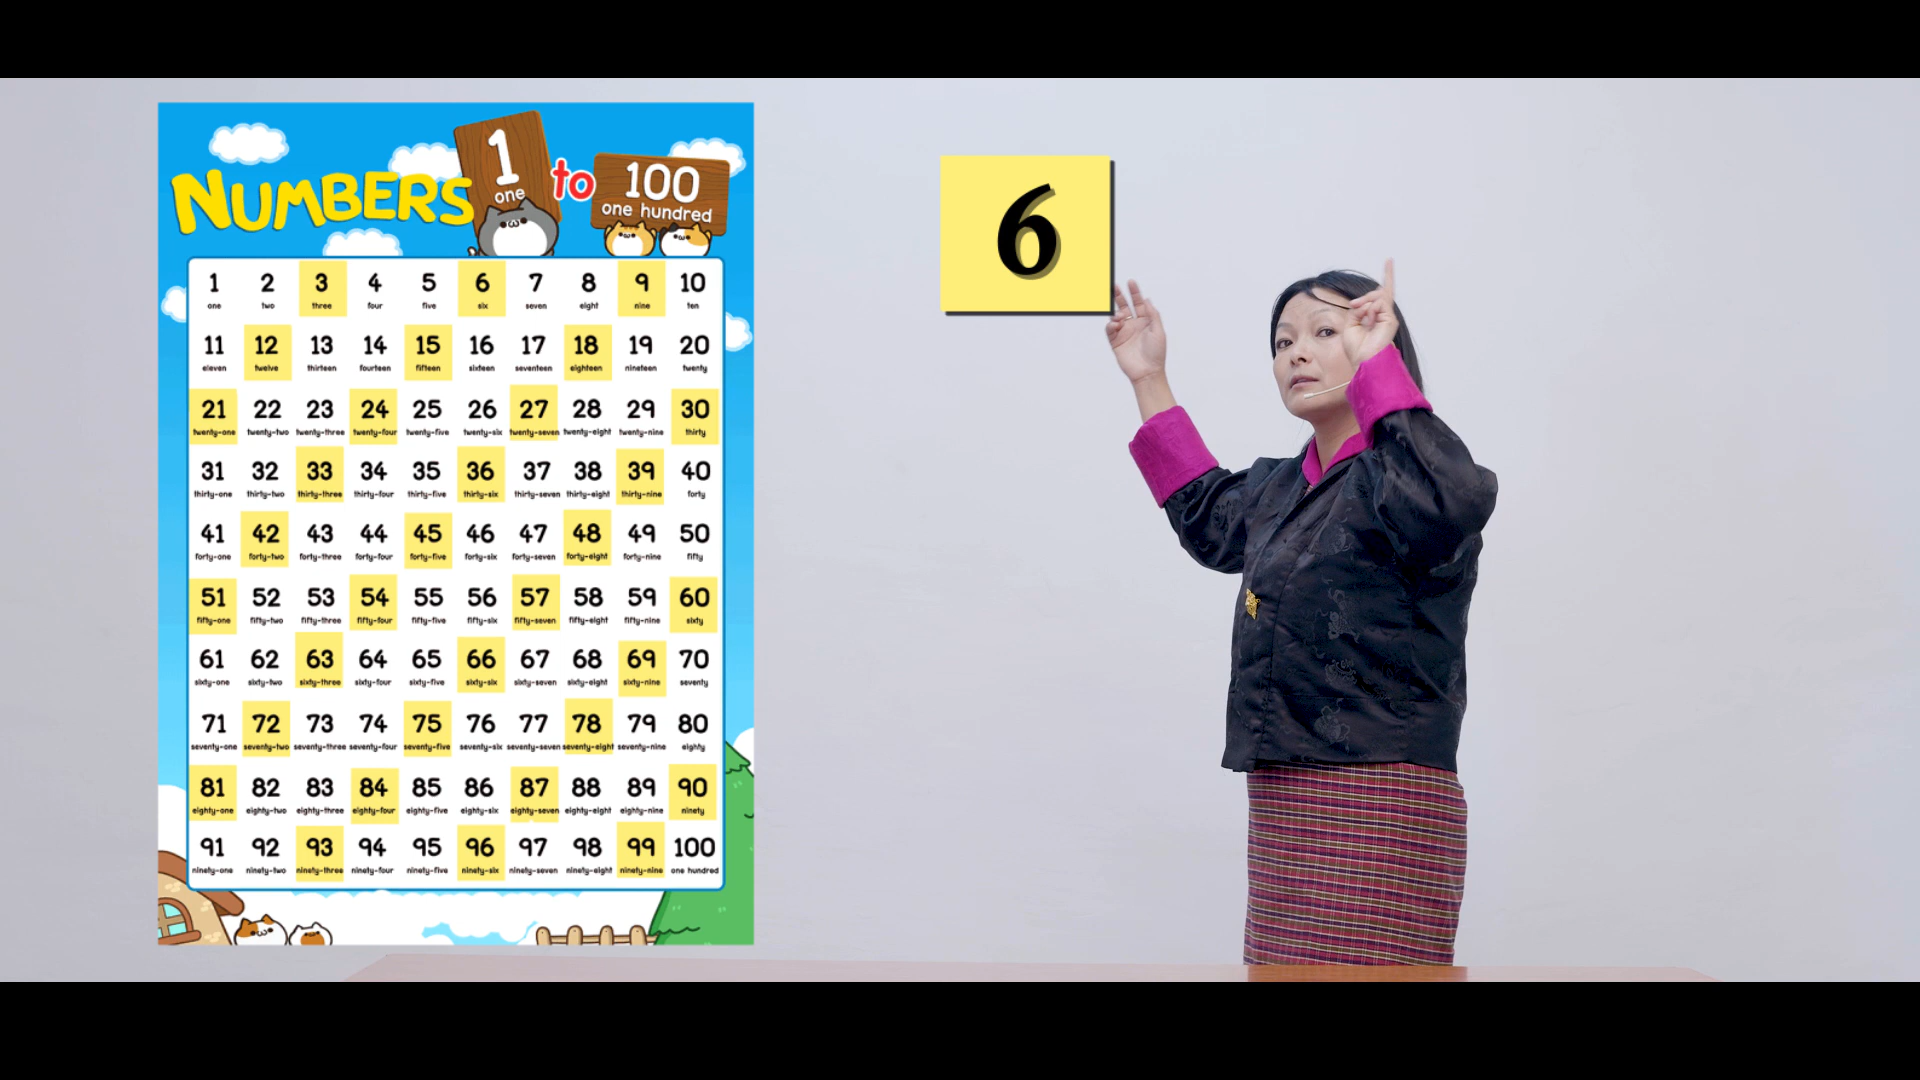 NUMBERS 1 to 100
one one hundred
1 2 3 4 5 6 7 8 9 10
one two three four five six seven eight nine ten
11 12 13 14 15 16 17 18 19 20
eleven twelve thirteen fourteen fifteen sixteen seventeen eighteen nineteen twenty
21 22 23 24 25 26 27 28 29 30
twenty-one twenty-two twenty-three twenty-four twenty-five twenty-six twenty-seven twenty-eight twenty-nine thirty
31 32 33 34 35 36 37 38 39 40
thirty-one thirty-two thirty-three thirty-four thirty-five thirty-six thirty-seven thirty-eight thirty-nine forty
41 42 43 44 45 46 47 48 49 50
forty-one forty-two forty-three forty-four forty-five forty-six forty-seven forty-eight forty-nine fifty
51 52 53 54 55 56 57 58 59 60
fifty-one fifty-two fifty-three fifty-four fifty-five fifty-six fifty-seven fifty-eight fifty-nine sixty
61 62 63 64 65 66 67 68 69 70
sixty-one sixty-two sixty-three sixty-four sixty-five sixty-six sixty-seven sixty-eight sixty-nine seventy
71 72 73 74 75 76 77 78 79 80
seventy-one seventy-two seventy-three seventy-four seventy-five seventy-six seventy-seven seventy-eight seventy-nine eighty
81 82 83 84 85 86 87 88 89 90
eighty-one eighty-two eighty-three eighty-four eighty-five eighty-six eighty-seven eighty-eight eighty-nine ninety
91 92 93 94 95 96 97 98 99 100
ninety-one ninety-two ninety-three ninety-four ninety-five ninety-six ninety-seven ninety-eight ninety-nine one hundred
6